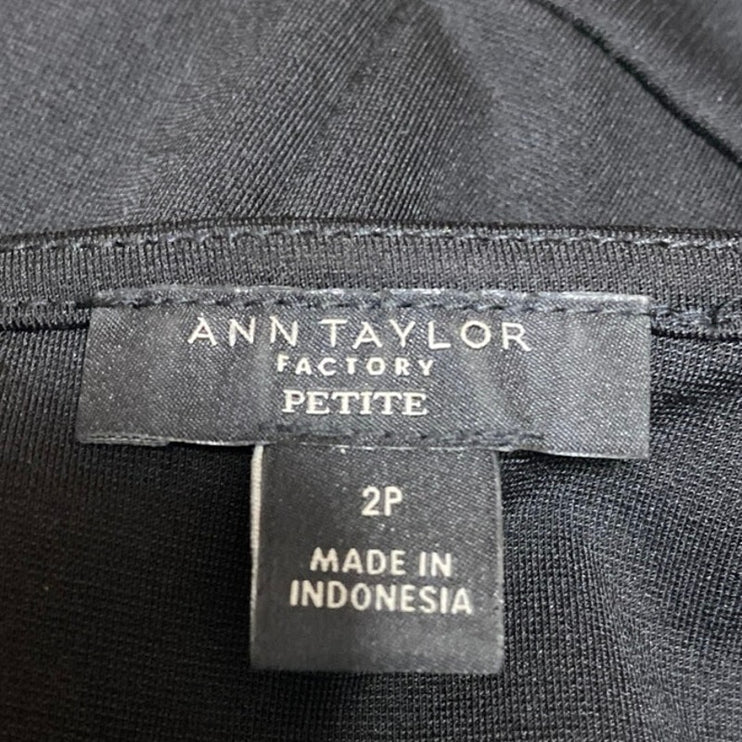 ANN TAYLOR
FACTORY
PETITE
2P
MADE IN
INDONESIA